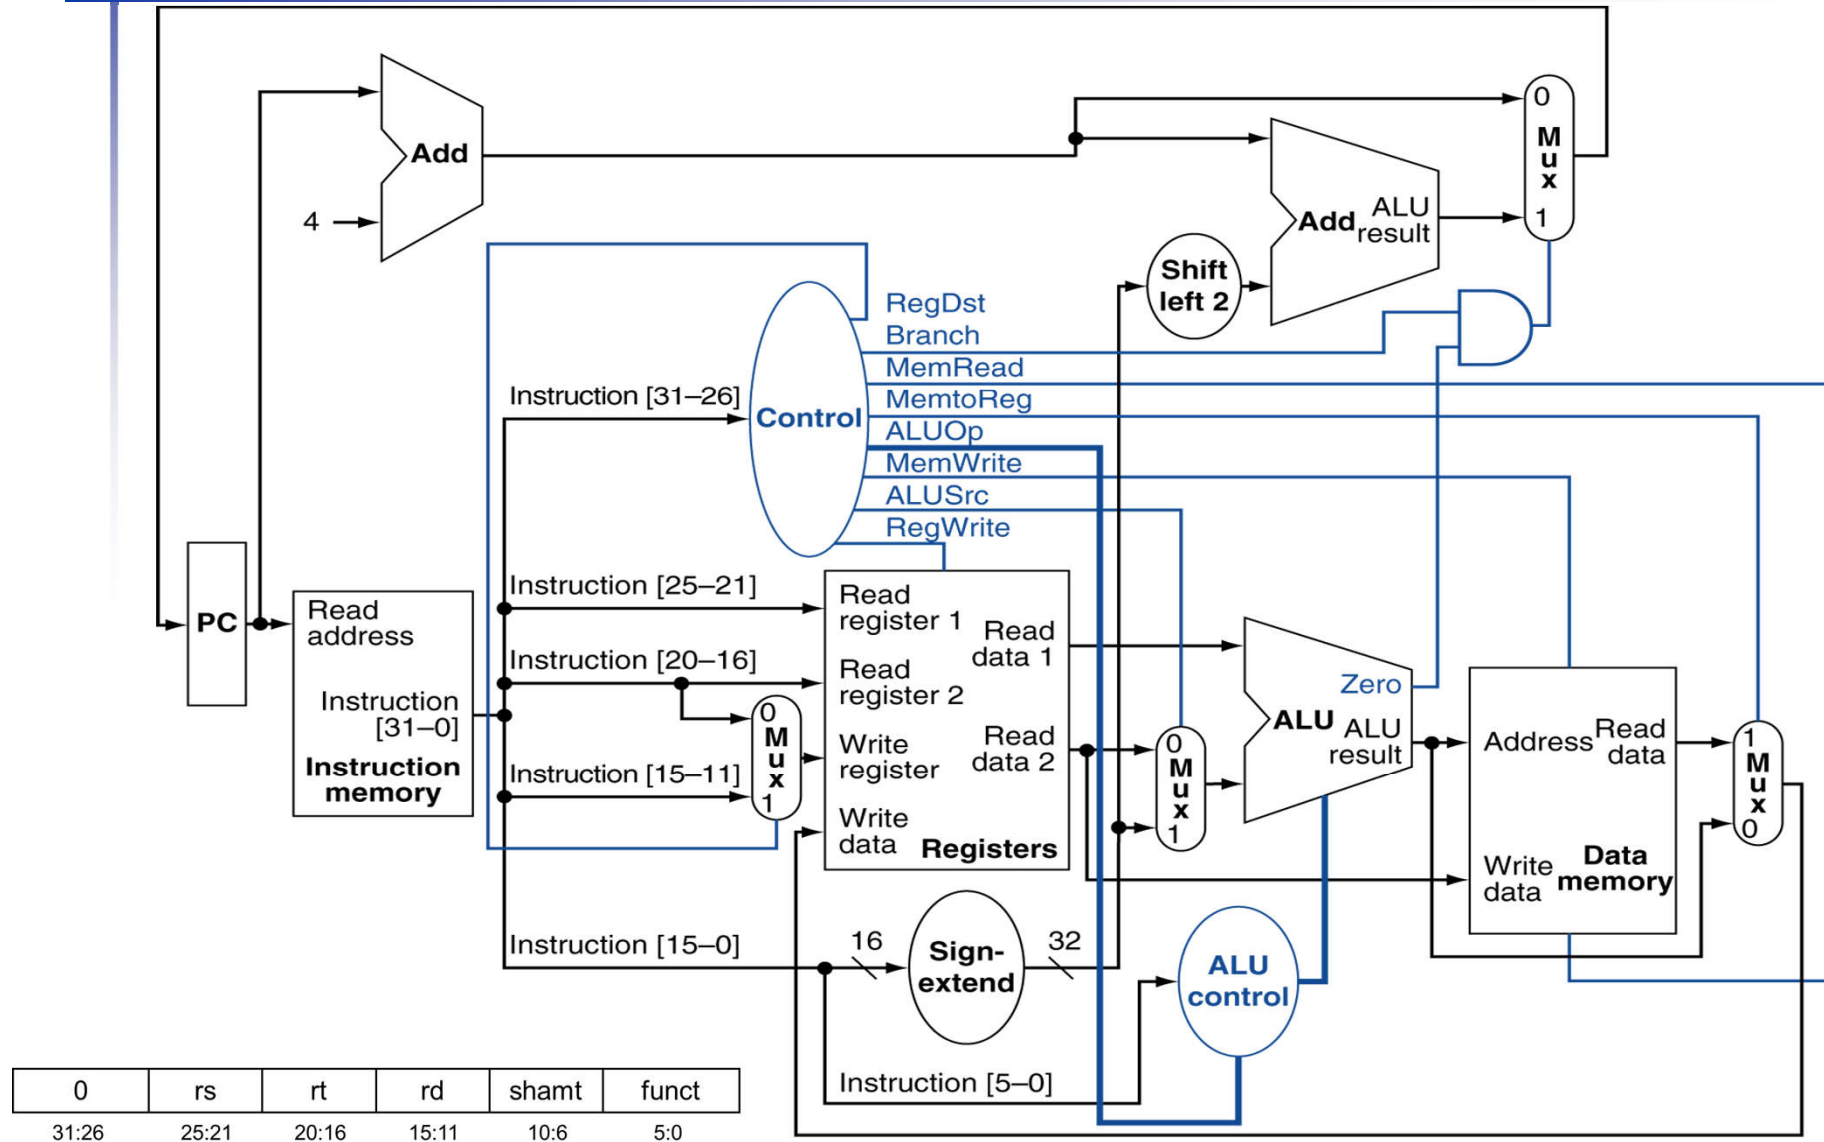 0
M
u
x
1
Add
4
Add
ALU
result
Shift
left 2
RegDst
Branch
MemRead
MemtoReg
ALUOp
MemWrite
ALUSrc
RegWrite
Control
Instruction [31–26]
Instruction [25–21]
Instruction [20–16]
Instruction [15–11]
Instruction [15–0]
Instruction [5–0]
PC
Read
address
Instruction
[31–0]
Instruction
memory
0
M
u
x
1
Read
register 1
Read
register 2
Write
register
Write
data
Read
data 1
Read
data 2
Registers
0
M
u
x
1
Zero
ALU
ALU
result
Address
Read
data
Write
data
Data
memory
1
M
u
x
0
16
Sign-
extend
32
ALU
control
0 rs rt rd shamt funct
31:26 25:21 20:16 15:11 10:6 5:0